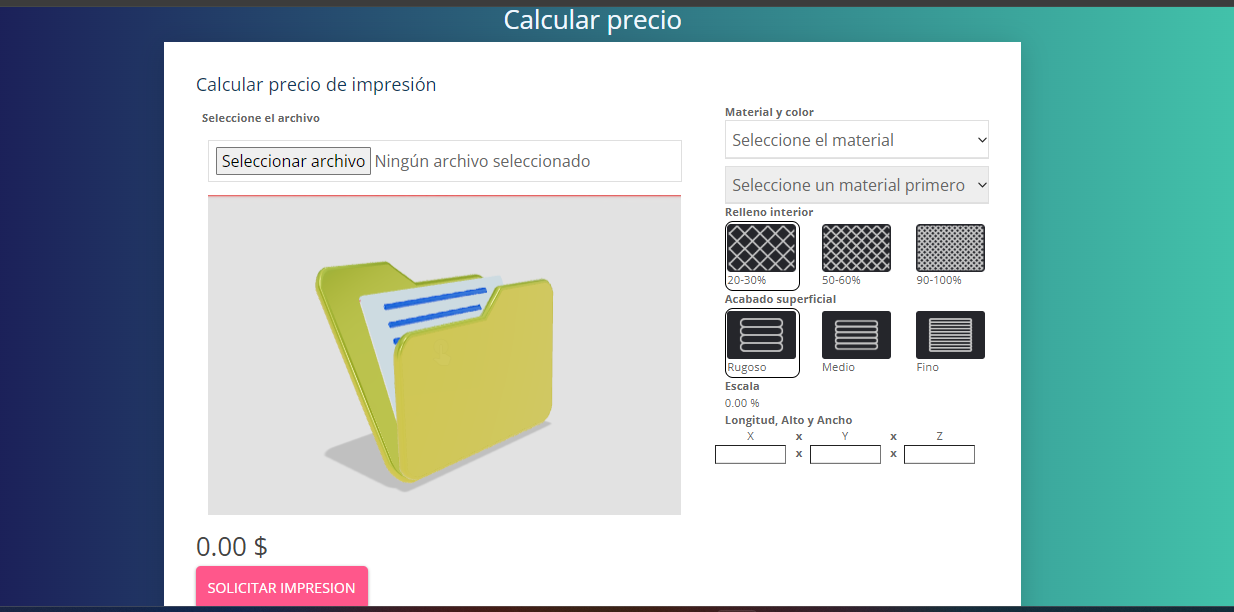 Calcular precio
Calcular precio de impresión
Seleccione el archivo
Seleccionar archivo Ningún archivo seleccionado
Material y color
Seleccione el material
Seleccione un material primero
Relleno interior
20-30% 50-60% 90-100%
Acabado superficial
Rugoso Medio Fino
Escala
0.00 %
Longitud, Alto y Ancho
X x Y x Z
x x
0.00 $
SOLICITAR IMPRESION